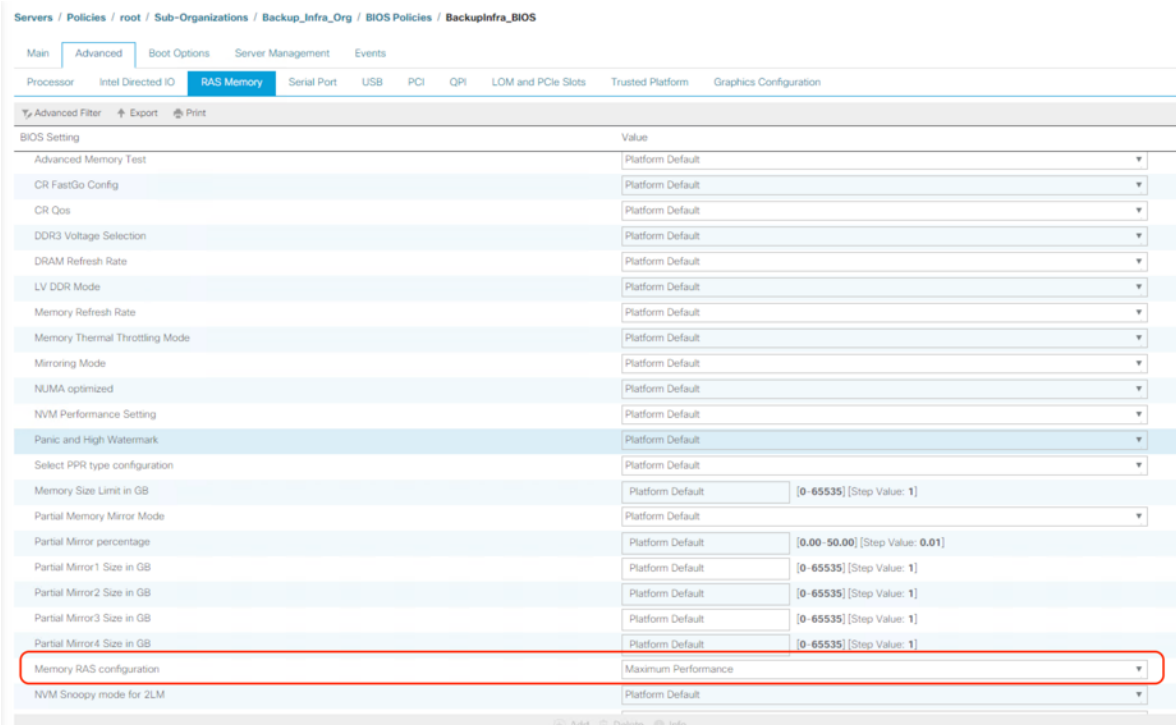 Servers / Policies / root / Sub-Organizations / Backup_Infra_Org / BIOS Policies / BackupInfra_BIOS
Main Advanced Boot Options Server Management Events
Processor Intel Directed IO RAS Memory Serial Port USB PCI QPI LOM and PCIe Slots Trusted Platform Graphics Configuration
Advanced Filter Export Print
BIOS Setting Value
Advanced Memory Test Platform Default
CR FastGo Config Platform Default
CR Qos Platform Default
DDR3 Voltage Selection Platform Default
DRAM Refresh Rate Platform Default
LV DDR Mode Platform Default
Memory Refresh Rate Platform Default
Memory Thermal Throttling Mode Platform Default
Mirroring Mode Platform Default
NUMA optimized Platform Default
NVM Performance Setting Platform Default
Panic and High Watermark Platform Default
Select PPR type configuration Platform Default
Memory Size Limit in GB Platform Default [0-65535] [Step Value: 1]
Partial Memory Mirror Mode Platform Default
Partial Mirror percentage Platform Default [0.00-50.00] [Step Value: 0.01]
Partial Mirror1 Size in GB Platform Default [0-65535] [Step Value: 1]
Partial Mirror2 Size in GB Platform Default [0-65535] [Step Value: 1]
Partial Mirror3 Size in GB Platform Default [0-65535] [Step Value: 1]
Partial Mirror4 Size in GB Platform Default [0-65535] [Step Value: 1]
Memory RAS configuration Maximum Performance
NVM Snoopy mode for 2LM Platform Default
Add Delete Info